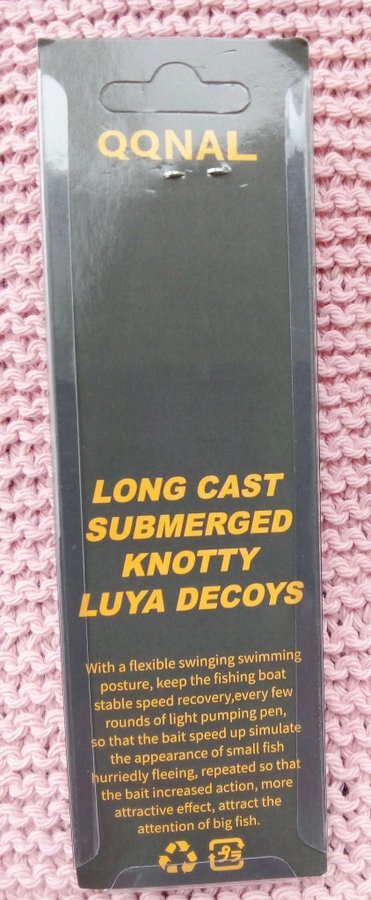 QQNAL
LONG CAST
SUBMERGED
KNOTTY
LUYA DECOYS
With a flexible swinging swimming
posture, keep the fishing boat
stable speed recovery,every few
rounds of light pumping pen,
so that the bait speed up simulate
the appearance of small fish
hurriedly fleeing, repeated so that
the bait increased action, more
attractive effect, attract the
attention of big fish.